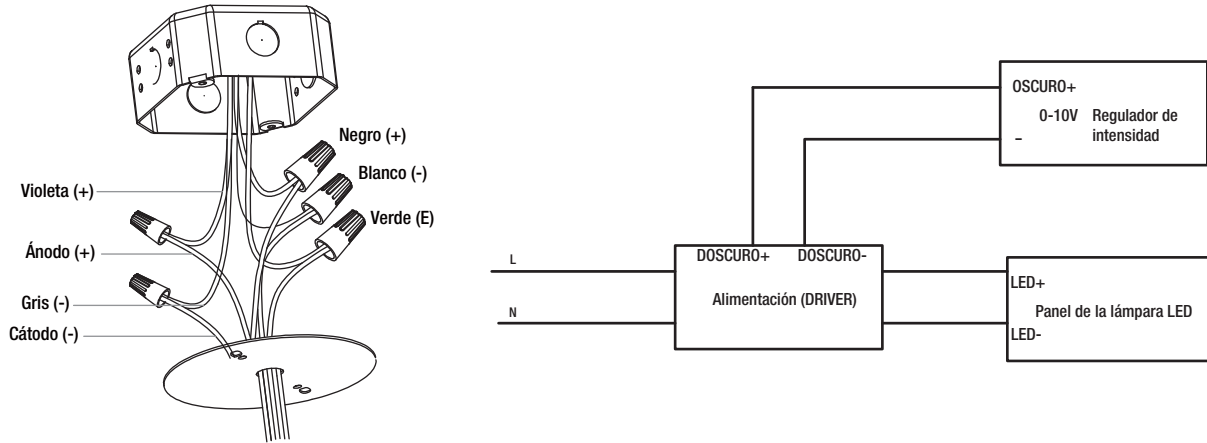 Negro (+)
Blanco (-)
Verde (E)
Violeta (+)
Ánodo (+)
Gris (-)
Cátodo (-)
OSCURO+
0-10V Regulador de
intensidad
–
DOSCURO+ DOSCURO-
Alimentación (DRIVER)
L
N
LED+
Panel de la lámpara LED
LED-